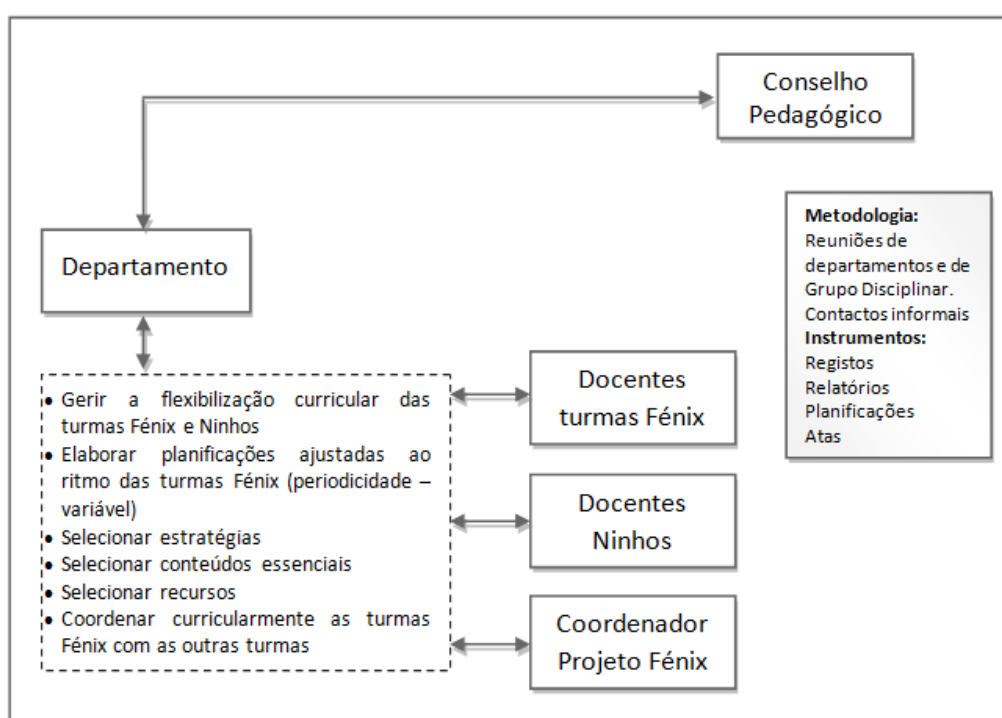 Conselho
Pedagógico
Departamento
Metodologia:
Reuniões de
departamentos e de
Grupo Disciplinar.
Contactos informais
Instrumentos:
Registos
Relatórios
Planificações
Atas
• Gerir a flexibilização curricular das
turmas Fénix e Ninhos
• Elaborar planificações ajustadas ao
ritmo das turmas Fénix (periodicidade –
variável)
• Selecionar estratégias
• Selecionar conteúdos essenciais
• Selecionar recursos
• Coordenar curricularmente as turmas
Fénix com as outras turmas
Docentes
turmas Fénix
Docentes
Ninhos
Coordenador
Projeto Fénix